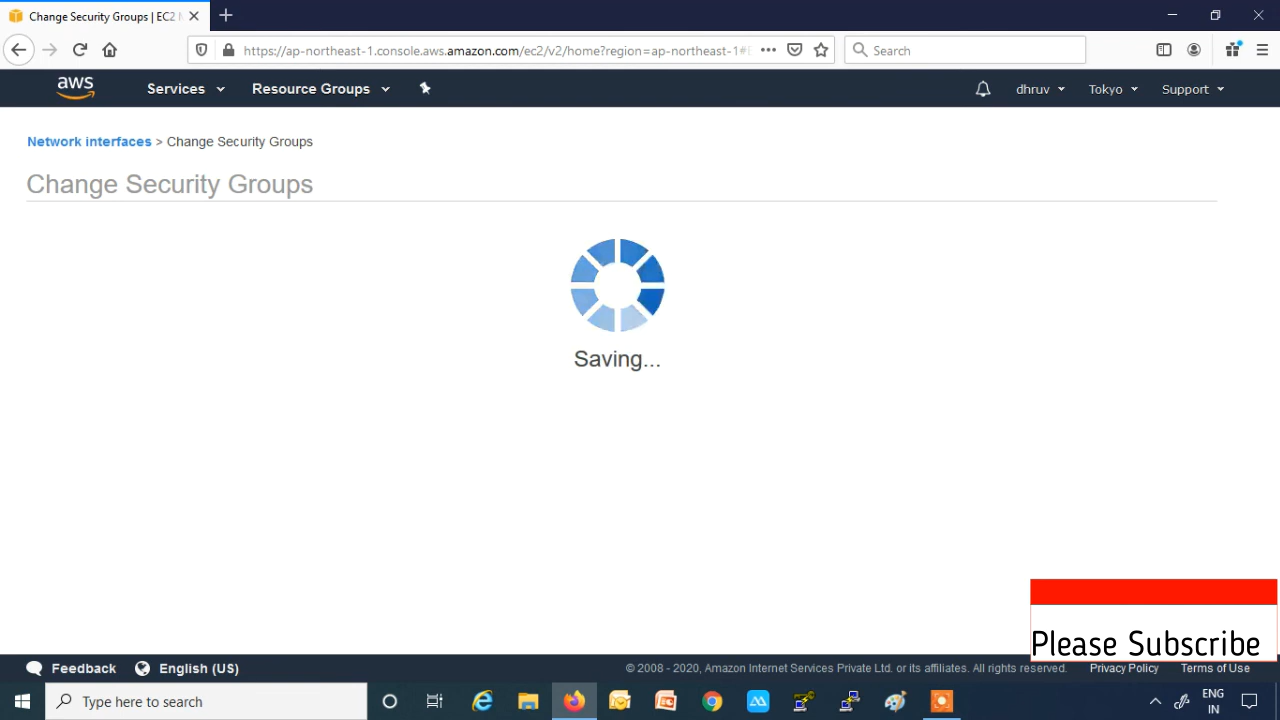 Change Security Groups | EC2 M
https://ap-northeast-1.console.aws.amazon.com/ec2/v2/home?region=ap-northeast-1#
Search
aws
Services
Resource Groups
dhruv
Tokyo
Support
Network interfaces > Change Security Groups
Change Security Groups
Saving...
Please Subscribe
Feedback
English (US)
© 2008 - 2020, Amazon Internet Services Private Ltd. or its affiliates. All rights reserved.
Privacy Policy
Terms of Use
Type here to search
ENG
IN